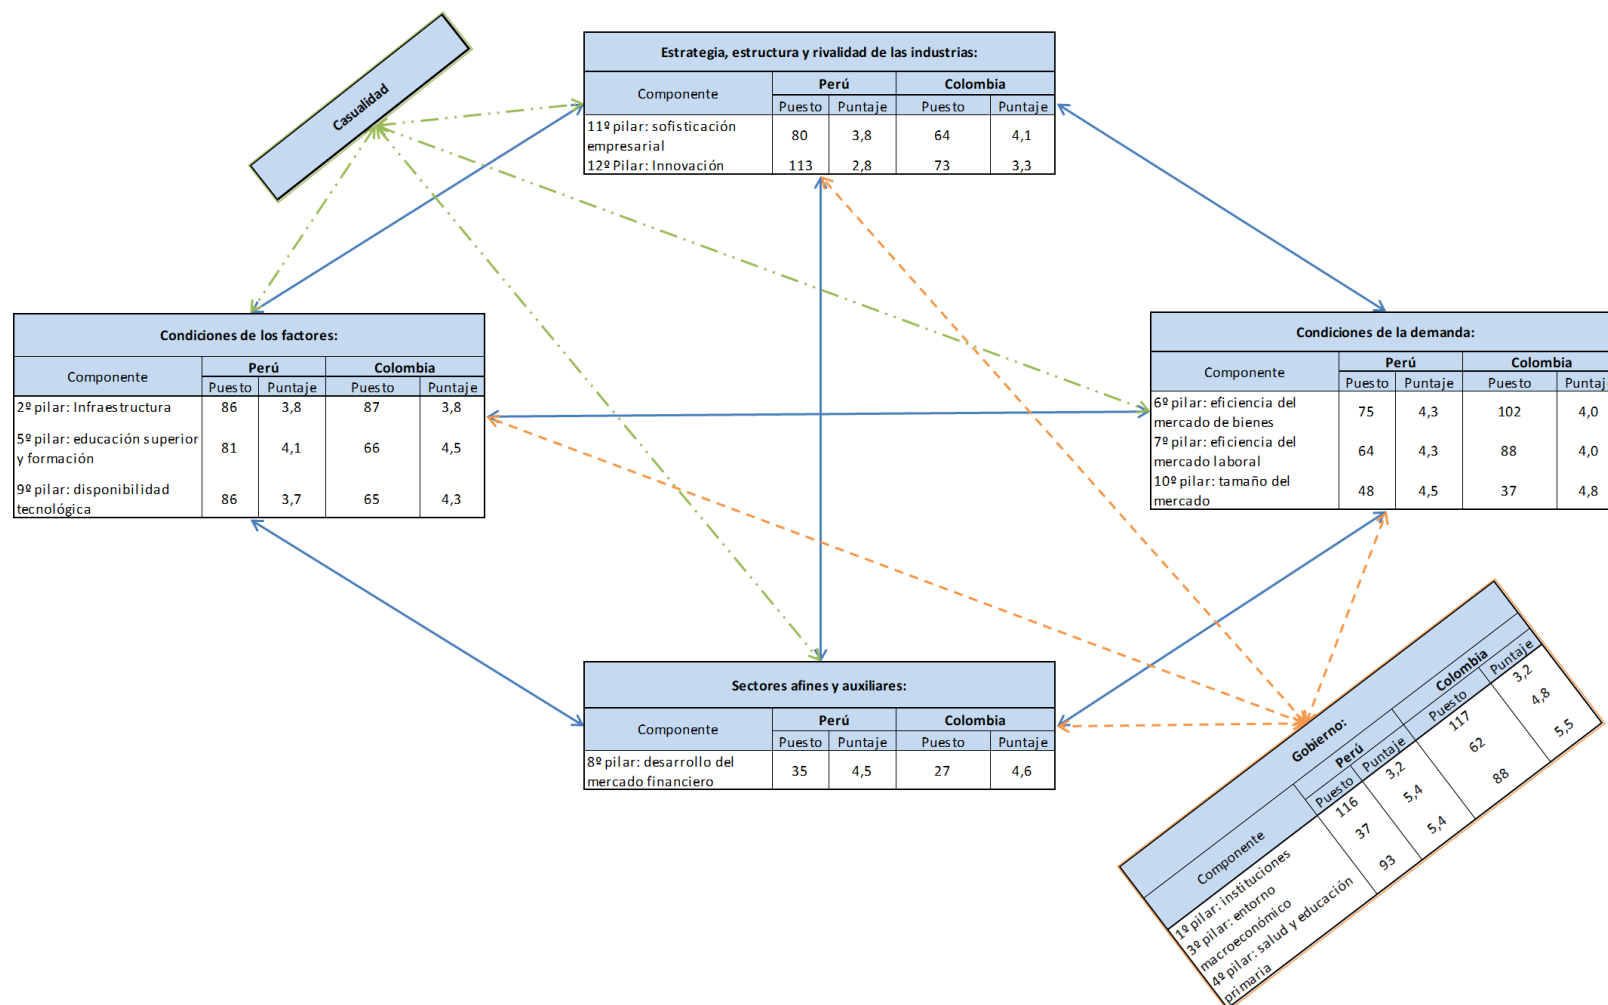 Casualidad
Estrategia, estructura y rivalidad de las industrias:
Componente Perú Colombia
Puesto Puntaje Puesto Puntaje
11º pilar: sofisticación
empresarial 80 3,8 64 4,1
12º Pilar: Innovación 113 2,8 73 3,3
Condiciones de los factores:
Componente Perú Colombia
Puesto Puntaje Puesto Puntaje
2º pilar: Infraestructura 86 3,8 87 3,8
5º pilar: educación superior
y formación 81 4,1 66 4,5
9º pilar: disponibilidad
tecnológica 86 3,7 65 4,3
Condiciones de la demanda:
Componente Perú Colombia
Puesto Puntaje Puesto Puntaj
6º pilar: eficiencia del
mercado de bienes 75 4,3 102 4,0
7º pilar: eficiencia del
mercado laboral 64 4,3 88 4,0
10º pilar: tamaño del
mercado 48 4,5 37 4,8
Sectores afines y auxiliares:
Componente Perú Colombia
Puesto Puntaje Puesto Puntaje
8º pilar: desarrollo del
mercado financiero 35 4,5 27 4,6
Gobierno:
Componente Perú Colombia
Puesto Puntaje Puesto Puntaje
1º pilar: instituciones 116 3,2 117 3,2
3º pilar: entorno
macroeconómico 37 5,4 62 4,8
4º pilar: salud y educación
primaria 93 5,4 88 5,5